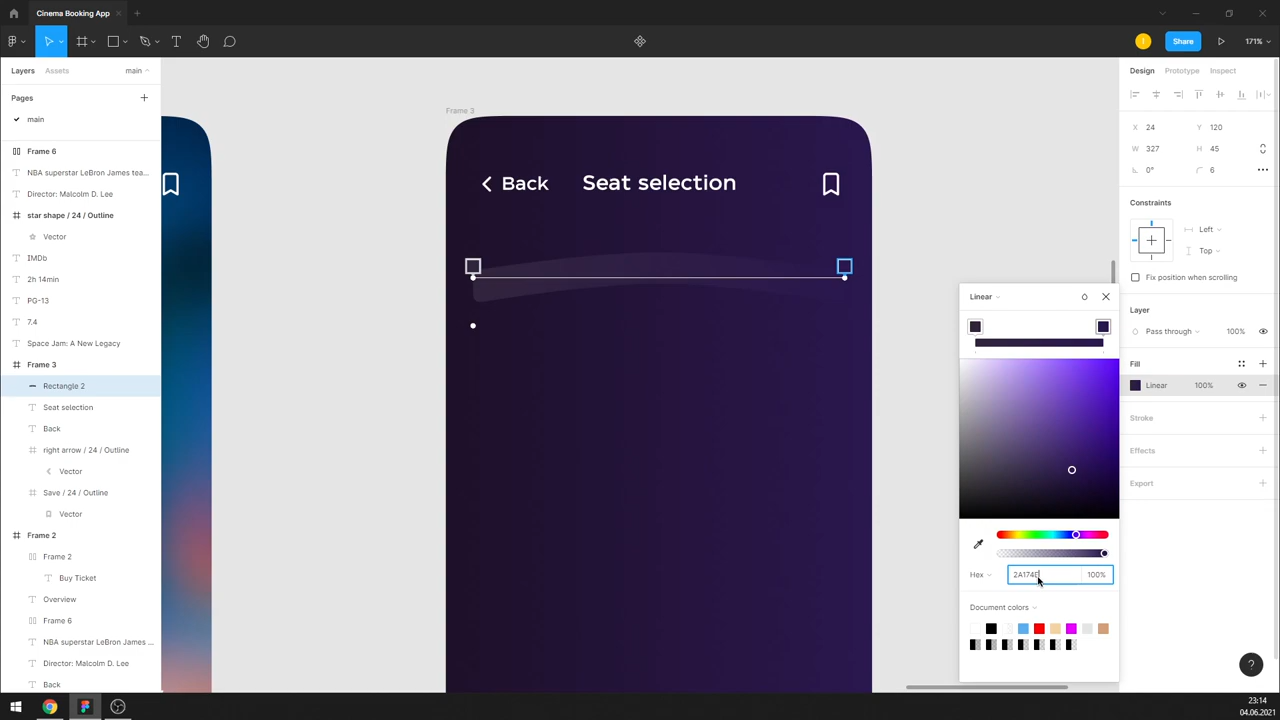 Cinema Booking App
Share
171%
Layers
Assets
main
Pages
main
Frame 6
NBA superstar LeBron James tea...
Director: Malcolm D. Lee
star shape / 24 / Outline
Vector
IMDb
2h 14min
PG-13
7.4
Space Jam: A New Legacy
Frame 3
Rectangle 2
Seat selection
Back
right arrow / 24 / Outline
Vector
Save / 24 / Outline
Vector
Frame 2
Frame 2
Buy Ticket
Overview
Frame 6
NBA superstar LeBron James ...
Director: Malcolm D. Lee
Back
Frame 3
Back
Seat selection
Linear
Hex
2A174E
100%
Document colors
Design
Prototype
Inspect
X 24
Y 120
W 327
H 45
0°
6
Constraints
Left
Top
Fix position when scrolling
Layer
Pass through
100%
Fill
Linear
100%
Stroke
Effects
Export
?
23:14
04.06.2021